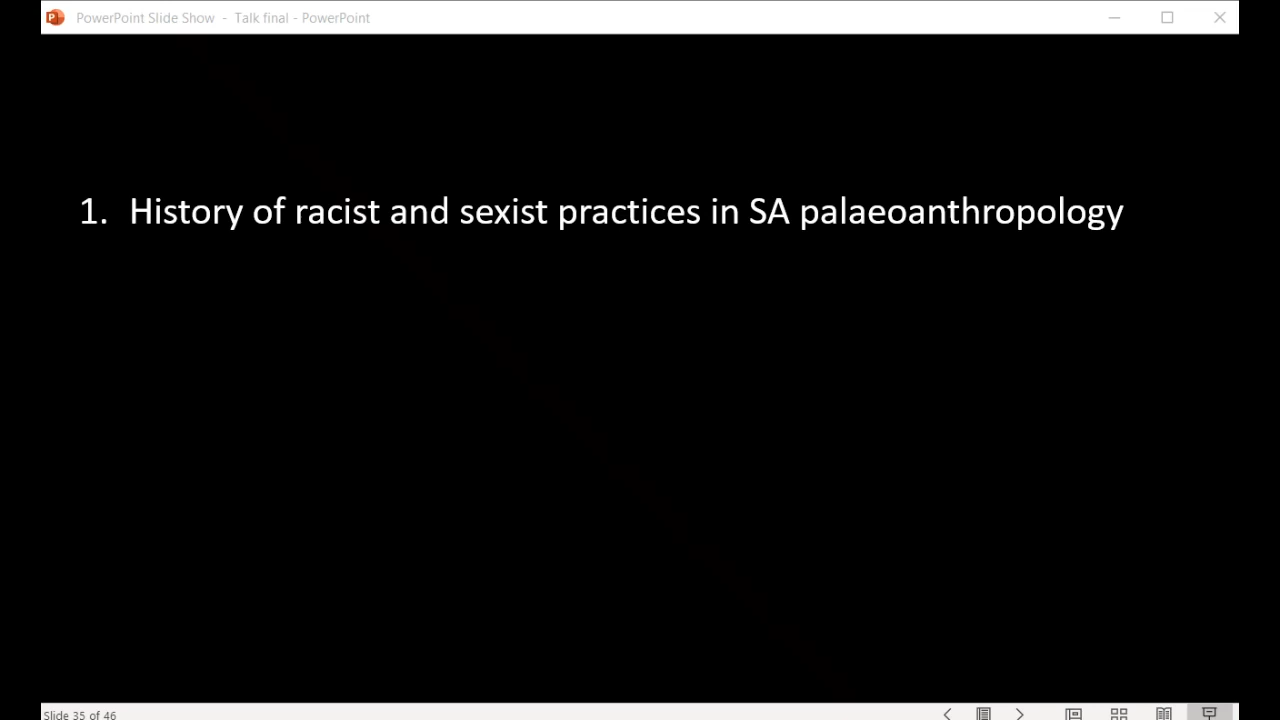 PowerPoint Slide Show - Talk final - PowerPoint
1. History of racist and sexist practices in SA palaeoanthropology
Slide 35 of 46